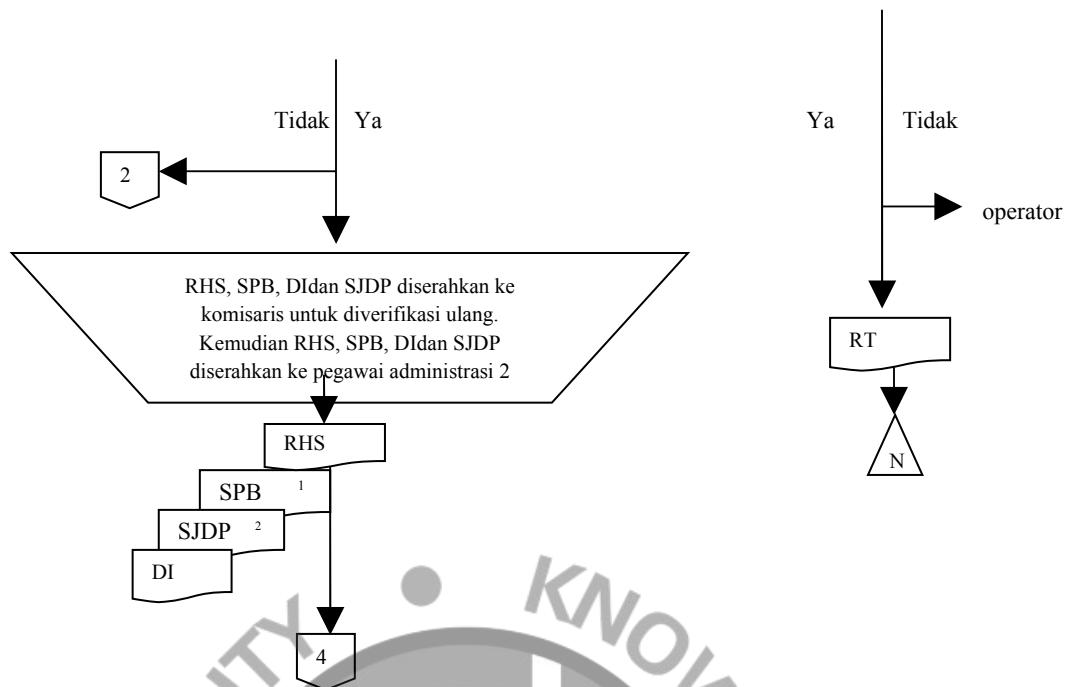 Tidak Ya
2
RHS, SPB, DIdan SJDP diserahkan ke
komisaris untuk diverifikasi ulang.
Kemudian RHS, SPB, DIdan SJDP
diserahkan ke pegawai administrasi 2
RHS
SPB 1
SJDP 2
DI
4
Ya Tidak
operator
RT
N
KNOW